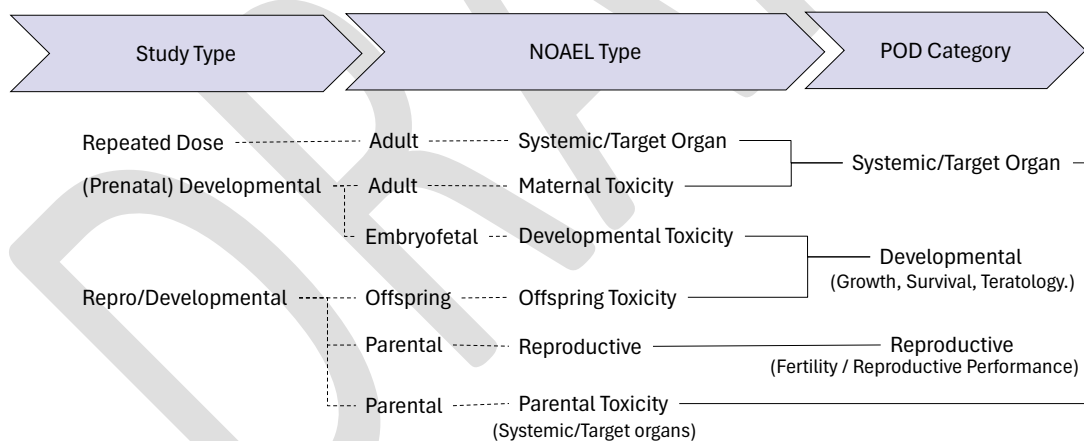 Study Type
NOAEL Type
POD Category
Repeated Dose
Adult
Systemic/Target Organ
Systemic/Target Organ
(Prenatal) Developmental
Adult
Maternal Toxicity
Embryofetal
Developmental Toxicity
Developmental
(Growth, Survival, Teratology.)
Repro/Developmental
Offspring
Offspring Toxicity
Parental
Reproductive
Reproductive
(Fertility / Reproductive Performance)
Parental
Parental Toxicity
(Systemic/Target organs)